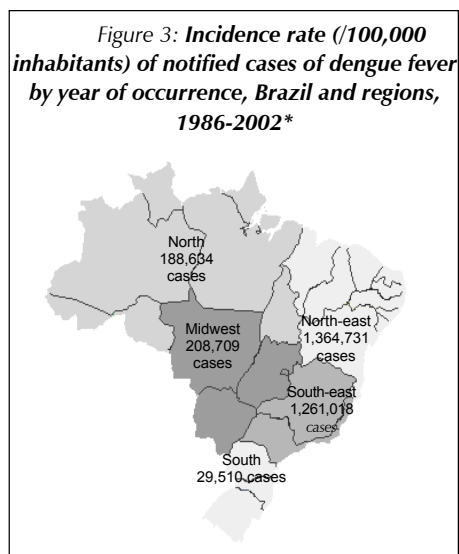 Figure 3: Incidence rate (/100,000
inhabitants) of notified cases of dengue fever
by year of occurrence, Brazil and regions,
1986-2002*
North
188,634
cases
North-east
1,364,731
cases
Midwest
208,709
cases
South-east
1,261,018
cases
South
29,510 cases